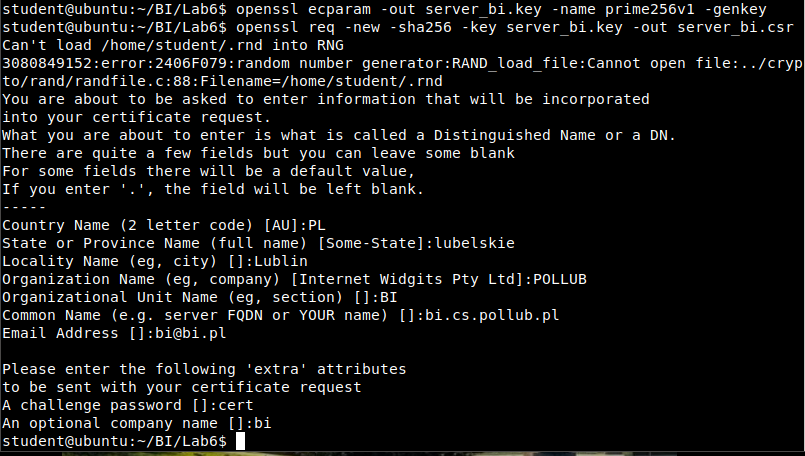 student@ubuntu:~/BI/Lab6$ openssl ecparam -out server_bi.key -name prime256v1 -genkey
student@ubuntu:~/BI/Lab6$ openssl req -new -sha256 -key server_bi.key -out server_bi.csr
Can't load /home/student/.rnd into RNG
3080849152:error:2406F079:random number generator:RAND_load_file:Cannot open file:../cryp
to/rand/randfile.c:88:Filename=/home/student/.rnd
You are about to be asked to enter information that will be incorporated
into your certificate request.
What you are about to enter is what is called a Distinguished Name or a DN.
There are quite a few fields but you can leave some blank
For some fields there will be a default value,
If you enter '.', the field will be left blank.
-----
Country Name (2 letter code) [AU]:PL
State or Province Name (full name) [Some-State]:lubelskie
Locality Name (eg, city) []:Lublin
Organization Name (eg, company) [Internet Widgits Pty Ltd]:POLLUB
Organizational Unit Name (eg, section) []:BI
Common Name (e.g. server FQDN or YOUR name) []:bi.cs.pollub.pl
Email Address []:bi@bi.pl

Please enter the following 'extra' attributes
to be sent with your certificate request
A challenge password []:cert
An optional company name []:bi
student@ubuntu:~/BI/Lab6$